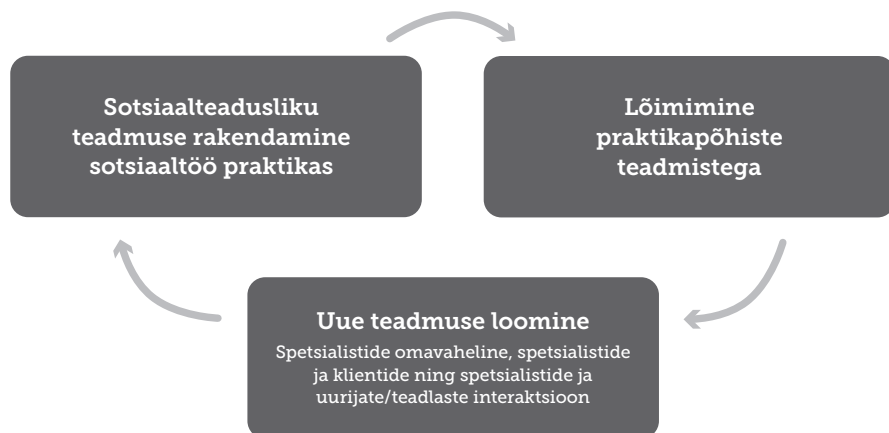 Sotsiaalteadusliku
teadmuse rakendamine
sotsiaaltöö praktikas
Lõimimine
praktikapõhiste
teadmistega
Uue teadmuse loomine
Spetsialistide omavaheline, spetsialistide
ja klientide ning spetsialistide ja
uurijate/teadlaste interaktsioon